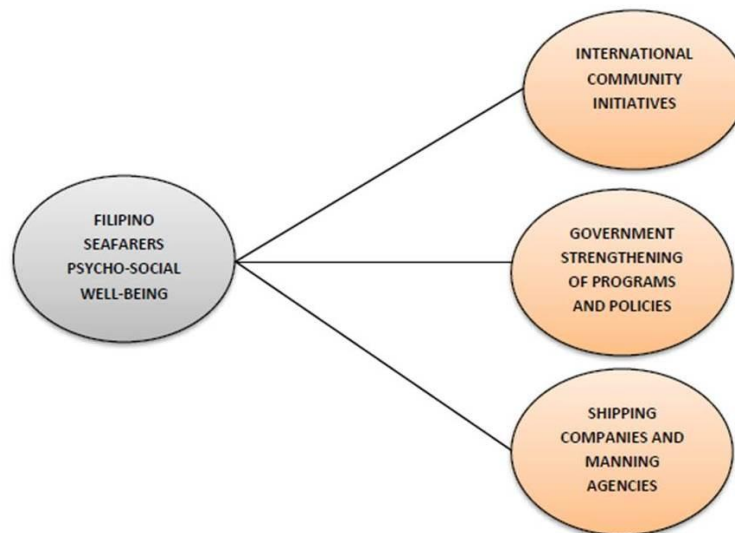 INTERNATIONAL
COMMUNITY
INITIATIVES
FILIPINO
SEAFARERS
PSYCHO-SOCIAL
WELL-BEING
GOVERNMENT
STRENGTHENING
OF PROGRAMS
AND POLICIES
SHIPPING
COMPANIES AND
MANNING
AGENCIES